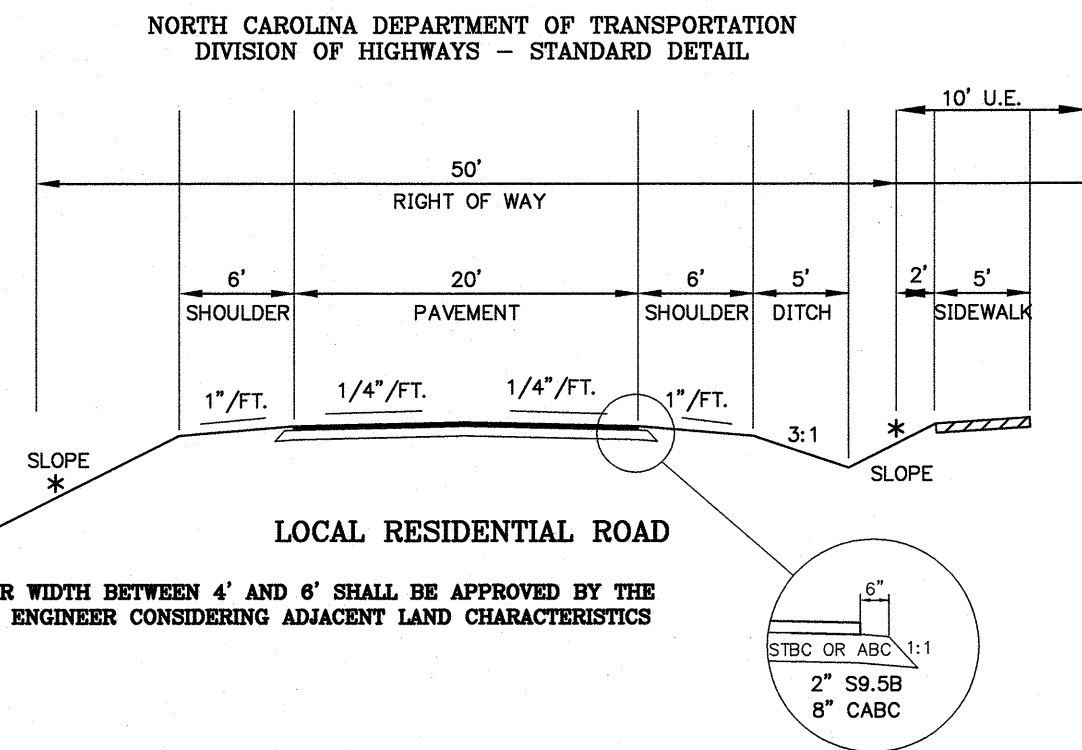 NORTH CAROLINA DEPARTMENT OF TRANSPORTATION
DIVISION OF HIGHWAYS – STANDARD DETAIL
10' U.E.
50'
RIGHT OF WAY
6'
20'
6'
5'
2'
5'
SHOULDER
PAVEMENT
SHOULDER
DITCH
SIDEWALK
1"/FT.
1/4"/FT.
1/4"/FT.
1"/FT.
3:1
*
SLOPE
*
SLOPE
LOCAL RESIDENTIAL ROAD
R WIDTH BETWEEN 4' AND 6' SHALL BE APPROVED BY THE
ENGINEER CONSIDERING ADJACENT LAND CHARACTERISTICS
6"
STBC OR ABC
1:1
2" S9.5B
8" CABC